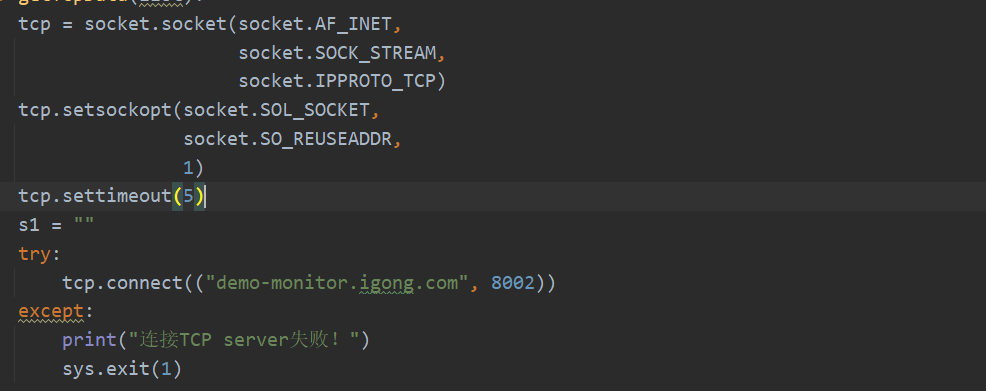 tcp = socket.socket(socket.AF_INET,
socket.SOCK_STREAM,
socket.IPPROTO_TCP)
tcp.setsockopt(socket.SOL_SOCKET,
socket.SO_REUSEADDR,
1)
tcp.settimeout(5)
s1 = ""
try:
tcp.connect(("demo-monitor.igong.com", 8002))
except:
print("连接TCP server失败! ")
sys.exit(1)